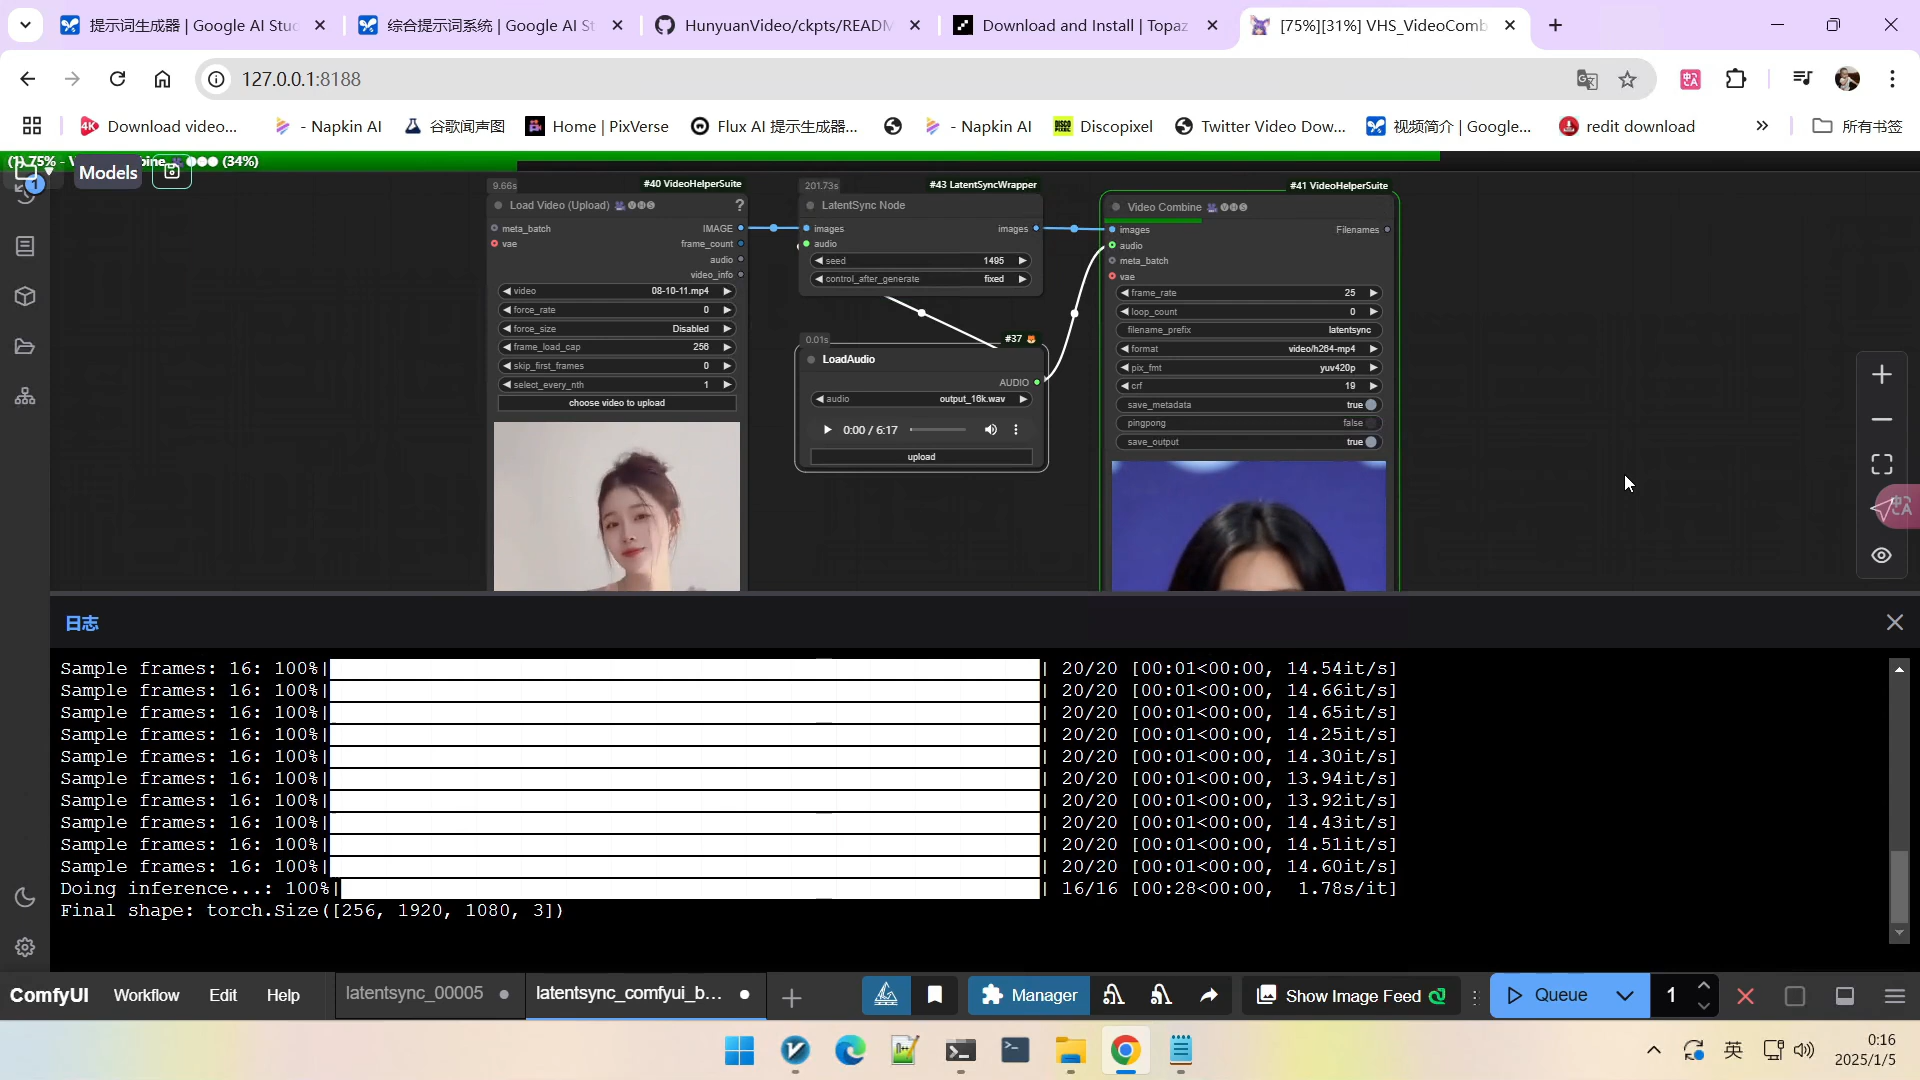 提示词生成器 | Google AI Stu
综合提示词系统 | Google AI St
HunyuanVideo/ckpts/READM
Download and Install | Topaz
[75%][31%] VHS_VideoComb
127.0.0.1:8188
Download video...
- Napkin AI
谷歌闻声图
Home | PixVerse
Flux AI 提示生成器...
- Napkin AI
DISCO PIXEL
Discopixel
Twitter Video Dow...
视频简介 | Google...
redit download
所有书签
(1) 75% - V
bine
(34%)
1
Models
9.66s
#40 VideoHelperSuite
Load Video (Upload)
?
meta_batch
IMAGE
vae
frame_count
audio
video_info
video 08-10-11.mp4
force_rate 0
force_size Disabled
frame_load_cap 256
skip_first_frames 0
select_every_nth 1
choose video to upload
201.73s
#43 LatentSyncWrapper
LatentSync Node
images
images
audio
seed 1495
control_after_generate fixed
0.01s
#37
LoadAudio
AUDIO
audio output_16k.wav
0:00 / 6:17
upload
#41 VideoHelperSuite
Video Combine
images
Filenames
audio
meta_batch
vae
frame_rate 25
loop_count 0
filename_prefix latentsync
format video/h264-mp4
pix_fmt yuv420p
crf 19
save_metadata true
pingpong false
save_output true
日志
Sample frames: 16: 100%| | 20/20 [00:01<00:00, 14.54it/s]
Sample frames: 16: 100%| | 20/20 [00:01<00:00, 14.66it/s]
Sample frames: 16: 100%| | 20/20 [00:01<00:00, 14.65it/s]
Sample frames: 16: 100%| | 20/20 [00:01<00:00, 14.25it/s]
Sample frames: 16: 100%| | 20/20 [00:01<00:00, 14.30it/s]
Sample frames: 16: 100%| | 20/20 [00:01<00:00, 13.94it/s]
Sample frames: 16: 100%| | 20/20 [00:01<00:00, 13.92it/s]
Sample frames: 16: 100%| | 20/20 [00:01<00:00, 14.43it/s]
Sample frames: 16: 100%| | 20/20 [00:01<00:00, 14.51it/s]
Sample frames: 16: 100%| | 20/20 [00:01<00:00, 14.60it/s]
Doing inference...: 100%| | 16/16 [00:28<00:00, 1.78s/it]
Final shape: torch.Size([256, 1920, 1080, 3])
ComfyUI
Workflow
Edit
Help
latentsync_00005
latentsync_comfyui_b...
Manager
Show Image Feed
Queue
1
英
0:16
2025/1/5